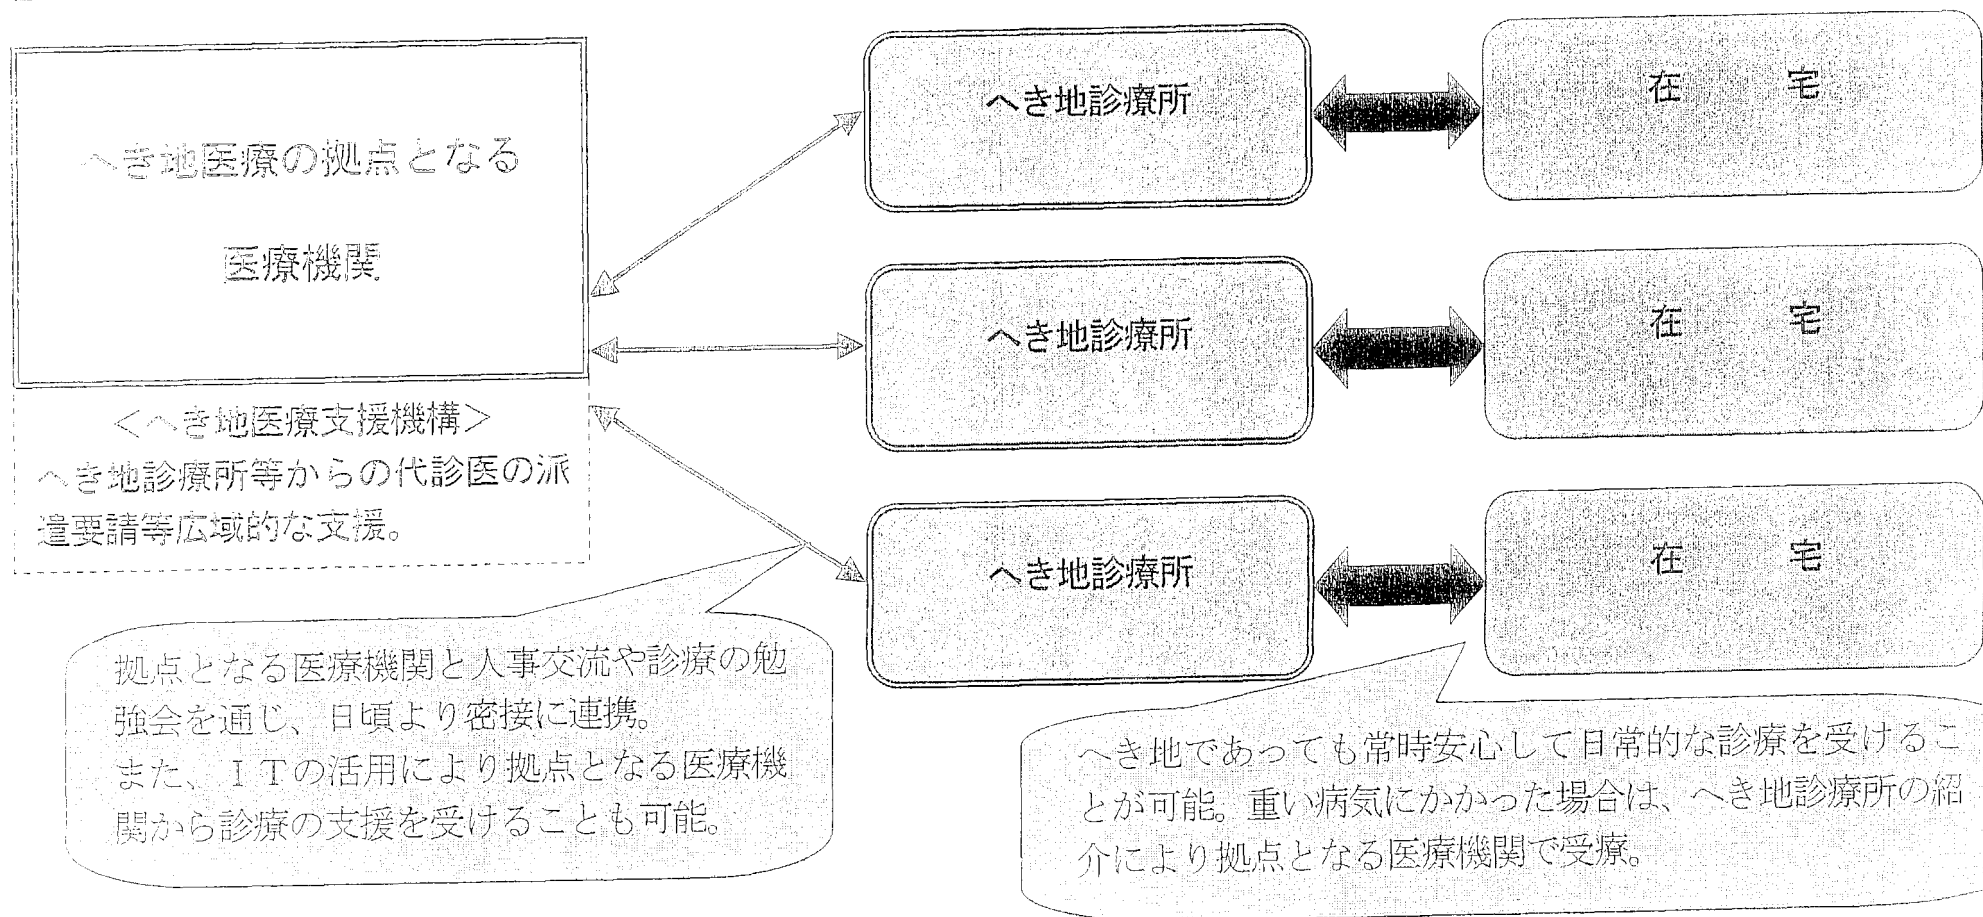 へき地医療の拠点となる
医療機関
<へき地医療支援機構>
へき地診療所等からの代診医の派
遣要請等広域的な支援。
へき地診療所
在　　宅
へき地診療所
在　　宅
へき地診療所
在　　宅
拠点となる医療機関と人事交流や診療の勉
強会を通じ、日頃より密接に連携。
また、ＩＴの活用により拠点となる医療機
関から診療の支援を受けることも可能。
へき地であっても常時安心して日常的な診療を受けるこ
とが可能。重い病気にかかった場合は、へき地診療所の紹
介により拠点となる医療機関で受療。